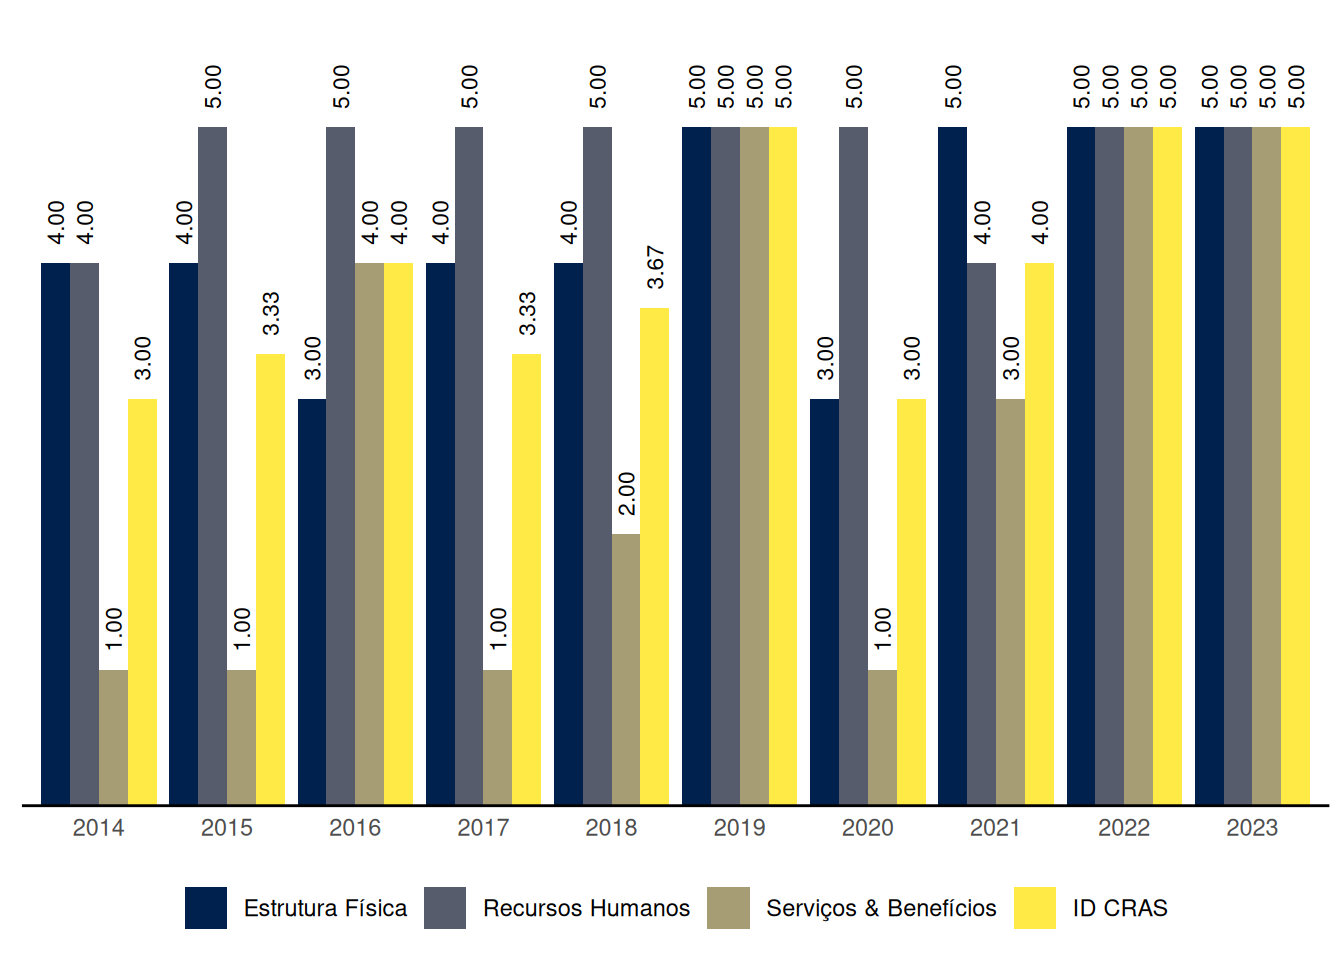 5.00 5.00 5.00 5.00 5.00 5.00 5.00 5.00 5.00 5.00 5.00 5.00 5.00 5.00 5.00 5.00 5.00 5.00
4.00 4.00 4.00 4.00 4.00 4.00 4.00 4.00 4.00
3.67
3.33 3.33
3.00 3.00 3.00 3.00 3.00
2.00
1.00 1.00 1.00 1.00
2014 2015 2016 2017 2018 2019 2020 2021 2022 2023
Estrutura Física Recursos Humanos Serviços & Benefícios ID CRAS